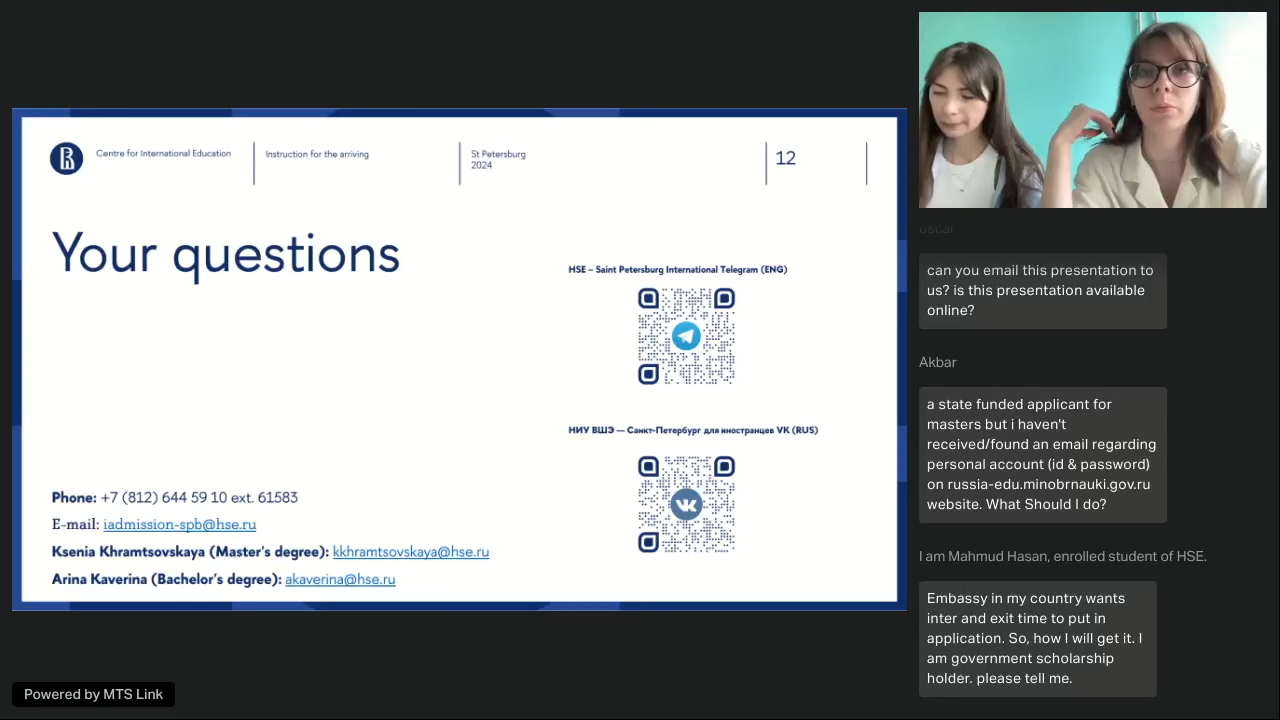 Centre for International Education
Instruction for the arriving
St Petersburg
2024
12
Your questions
HSE – Saint Petersburg International Telegram (ENG)
НИУ ВШЭ — Санкт-Петербург для иностранцев VK (RUS)
Phone: +7 (812) 644 59 10 ext. 61583
E-mail: iadmission-spb@hse.ru
Ksenia Khramtsovskaya (Master's degree): kkhramtsovskaya@hse.ru
Arina Kaverina (Bachelor's degree): akaverina@hse.ru
Powered by MTS Link
oscar
can you email this presentation to
us? is this presentation available
online?
Akbar
a state funded applicant for
masters but i haven't
received/found an email regarding
personal account (id & password)
on russia-edu.minobrnauki.gov.ru
website. What Should I do?
I am Mahmud Hasan, enrolled student of HSE.
Embassy in my country wants
inter and exit time to put in
application. So, how I will get it. I
am government scholarship
holder. please tell me.